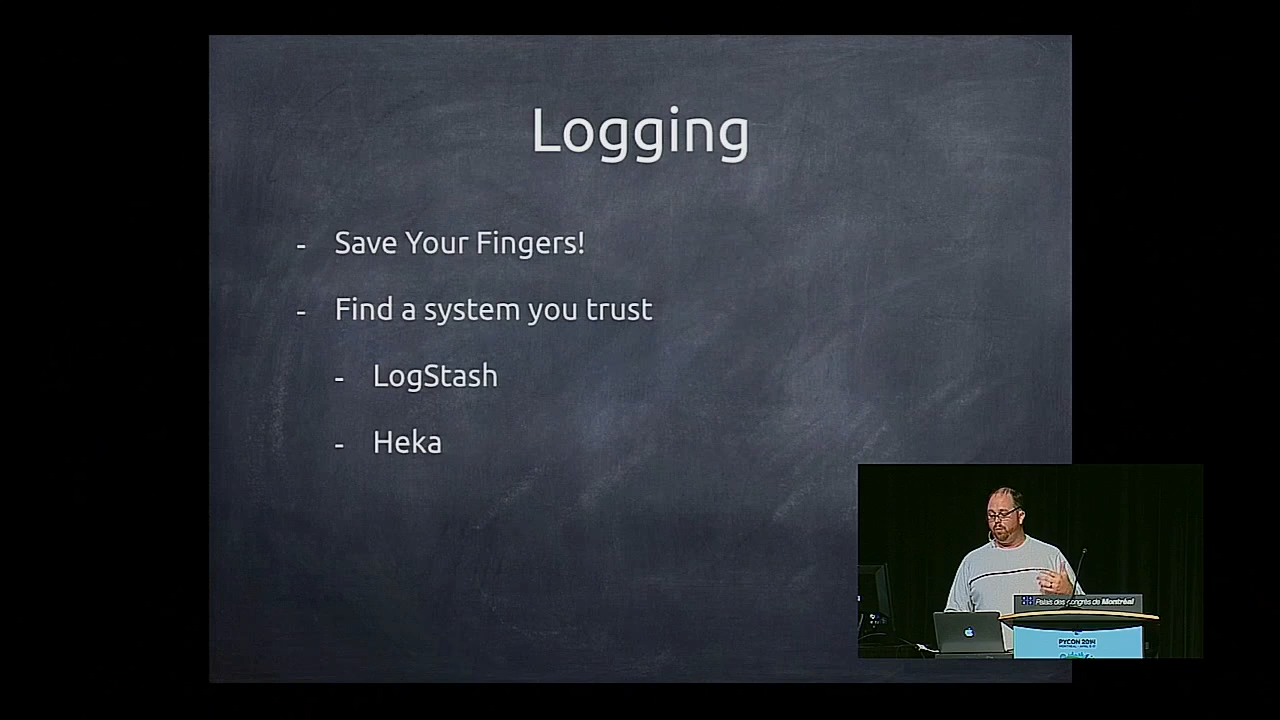 Logging
- Save Your Fingers!
- Find a system you trust
- LogStash
- Heka
Palais des congrès de Montréal
PYCON 2014